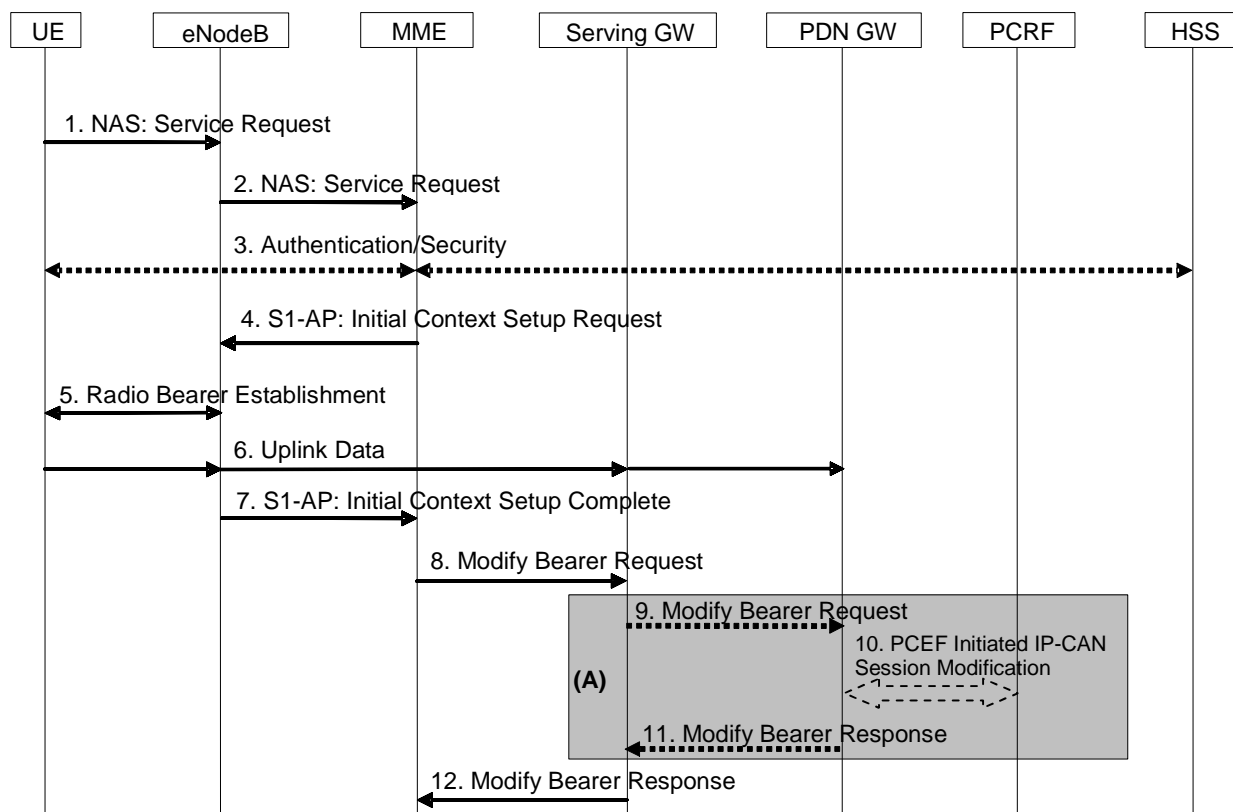 UE eNodeB MME Serving GW PDN GW PCRF HSS
1. NAS: Service Request
2. NAS: Service Request
3. Authentication/Security
4. S1-AP: Initial Context Setup Request
5. Radio Bearer Establishment
6. Uplink Data
7. S1-AP: Initial Context Setup Complete
8. Modify Bearer Request
9. Modify Bearer Request
10. PCEF Initiated IP-CAN
Session Modification
(A)
11. Modify Bearer Response
12. Modify Bearer Response